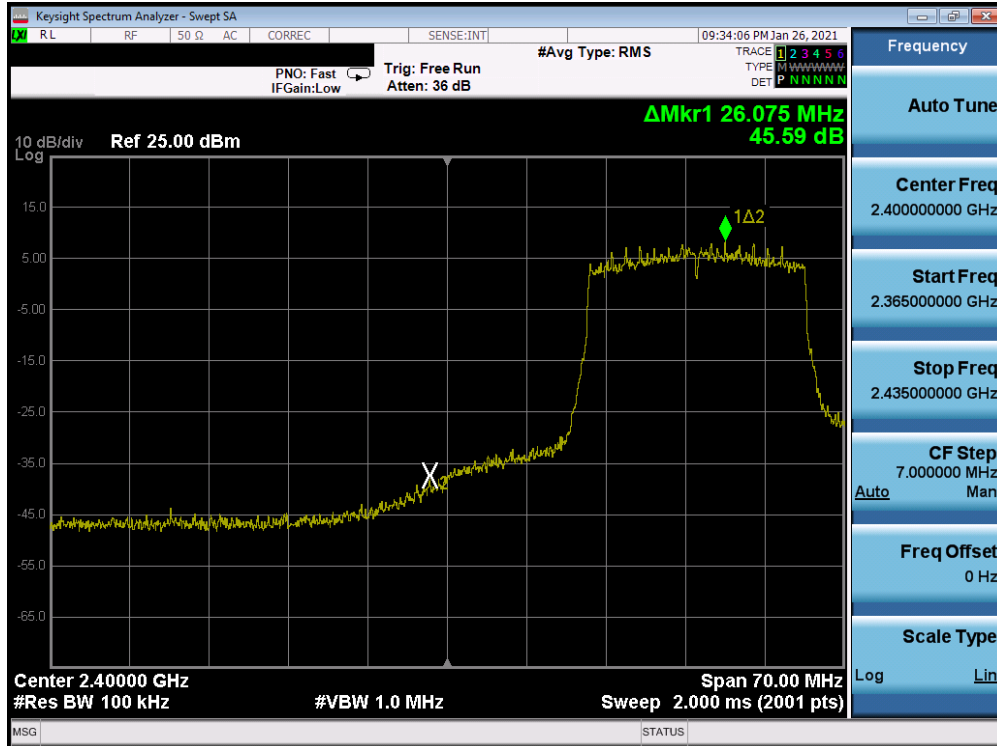 Keysight Spectrum Analyzer - Swept SA
LXI RL RF 50 Ω AC CORREC SENSE:INT 09:34:06 PM Jan 26, 2021
#Avg Type: RMS
TRACE 1 2 3 4 5 6
TYPE M WWWWW
DET P N N N N N
PNO: Fast
IFGain:Low
Trig: Free Run
Atten: 36 dB
ΔMkr1 26.075 MHz
45.59 dB
10 dB/div
Log
Ref 25.00 dBm
15.0
5.00
-5.00
-15.0
-25.0
-35.0
-45.0
-55.0
-65.0
1Δ2
X
Center 2.40000 GHz
Span 70.00 MHz
#Res BW 100 kHz
#VBW 1.0 MHz
Sweep 2.000 ms (2001 pts)
MSG
STATUS
Frequency
Auto Tune
Center Freq
2.400000000 GHz
Start Freq
2.365000000 GHz
Stop Freq
2.435000000 GHz
CF Step
7.000000 MHz
Auto Man
Freq Offset
0 Hz
Scale Type
Log Lin